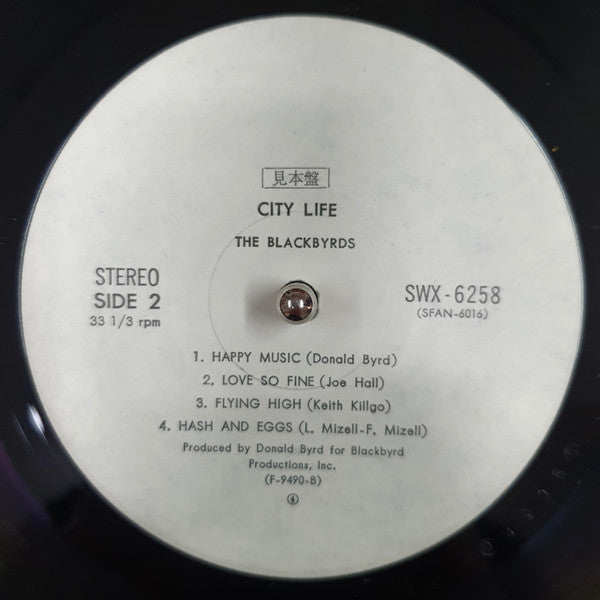 見本盤
CITY LIFE
THE BLACKBYRDS
STEREO
SIDE 2
33 1/3 rpm
SWX-6258
(SFAN-6016)
1. HAPPY MUSIC (Donald Byrd)
2. LOVE SO FINE (Joe Hall)
3. FLYING HIGH (Keith Killgo)
4. HASH AND EGGS (L. Mizell-F. Mizell)
Produced by Donald Byrd for Blackbyrd
Productions, Inc.
(F-9490-B)